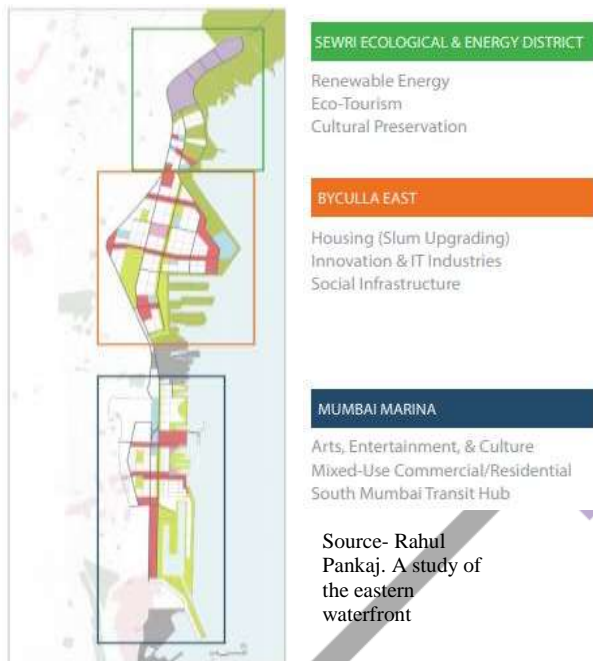 SEWRI ECOLOGICAL & ENERGY DISTRICT
Renewable Energy
Eco-Tourism
Cultural Preservation
BYCULLA EAST
Housing (Slum Upgrading)
Innovation & IT Industries
Social Infrastructure
MUMBAI MARINA
Arts, Entertainment, & Culture
Mixed-Use Commercial/Residential
South Mumbai Transit Hub
Source- Rahul
Pankaj. A study of
the eastern
waterfront